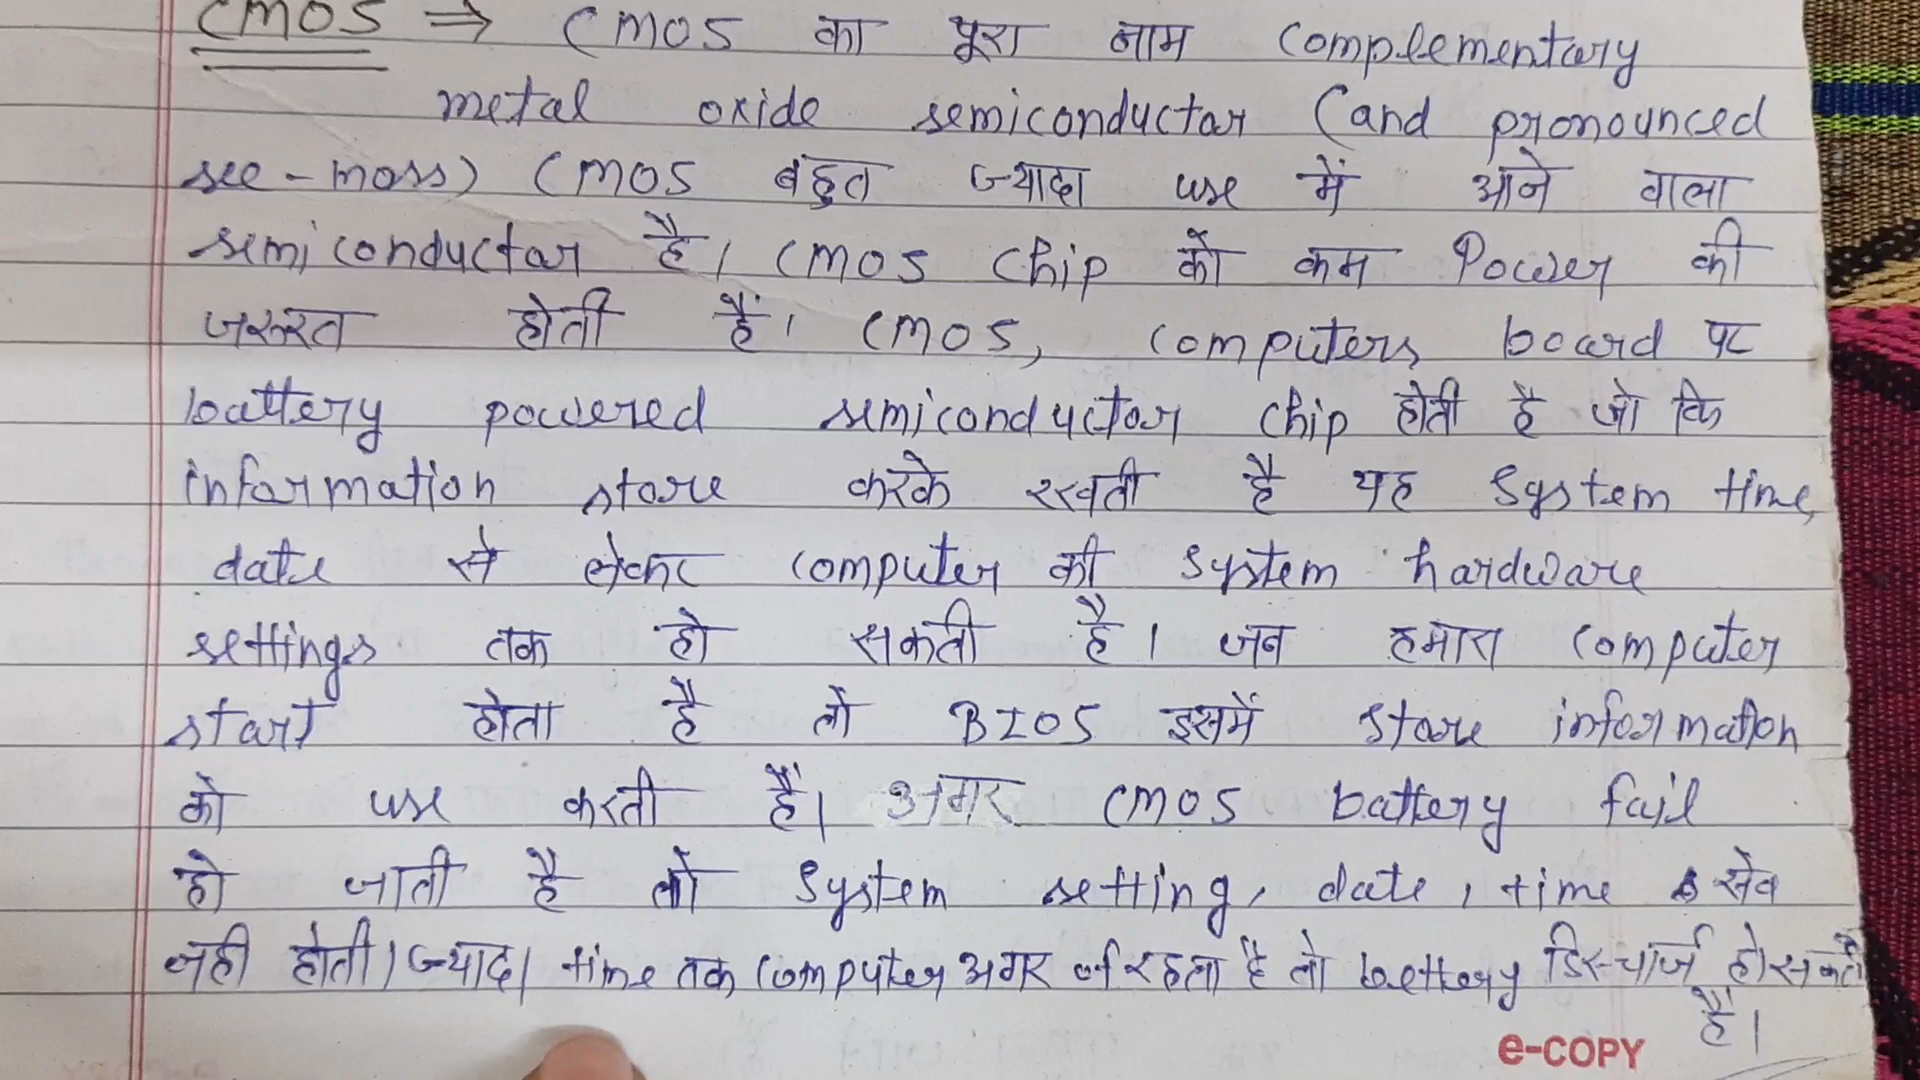 CMOS ⇒ CMOS का पूरा नाम Complementary
metal oxide semiconductor (and pronounced
see-moss) CMOS बहुत ज्यादा use में आने वाला
semiconductor है। CMOS Chip को कम Power की
जरूरत होती है। CMOS, Computers board पर
battery powered semiconductor chip होती है जो कि
information store करके रखती है यह System time,
date से लेकर Computer की System hardware
settings तक हो सकती है। जब हमारा Computer
start होता है तो BIOS इसमें Store information
को use करती है। अगर CMOS battery fail
हो जाती है तो System setting, date, time सेव
नही होती। ज्यादा time तक Computer अगर of रहता है तो bettery डिस्चार्ज हो सकती
है।
e-COPY